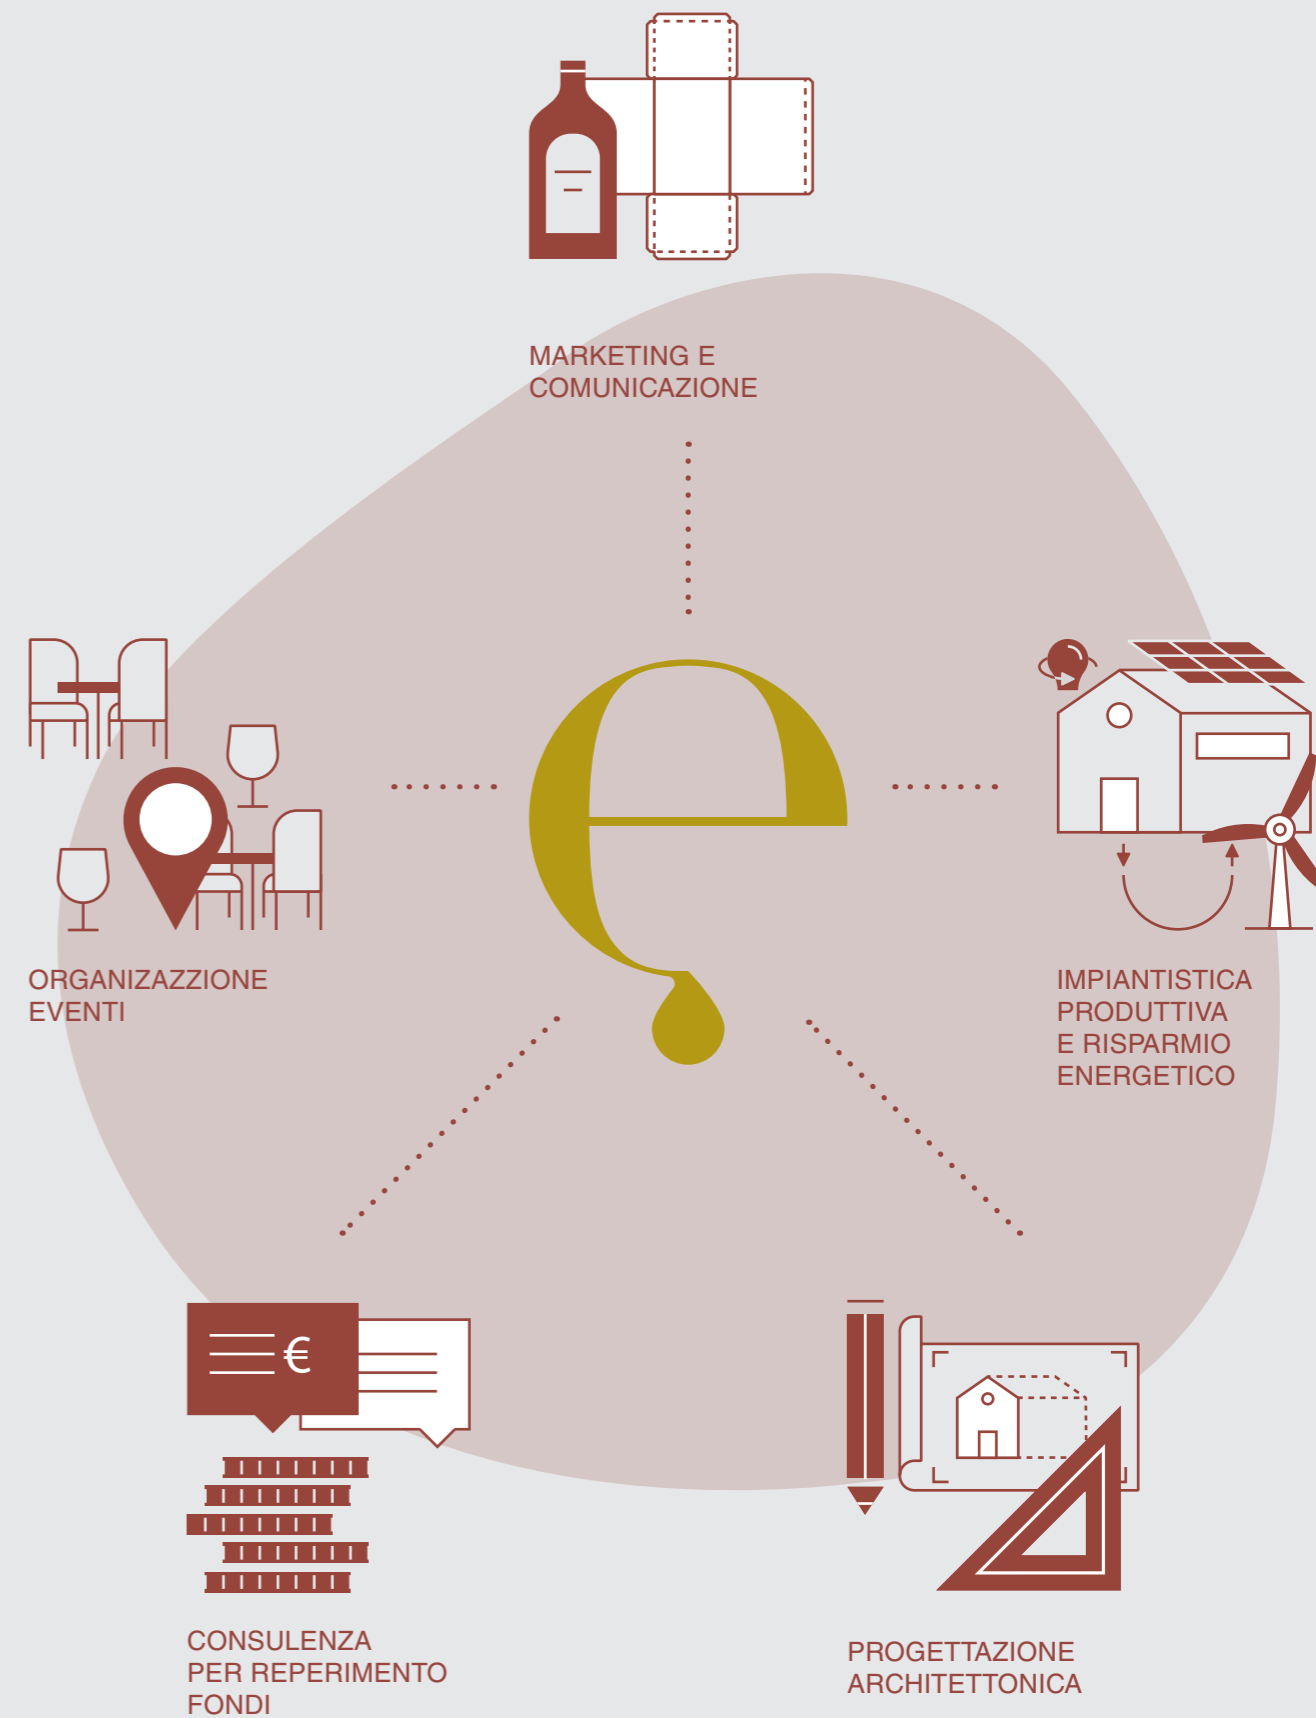 MARKETING E
COMUNICAZIONE
e
ORGANIZAZZIONE
EVENTI
IMPIANTISTICA
PRODUTTIVA
E RISPARMIO
ENERGETICO
€
CONSULENZA
PER REPERIMENTO
FONDI
PROGETTAZIONE
ARCHITETTONICA